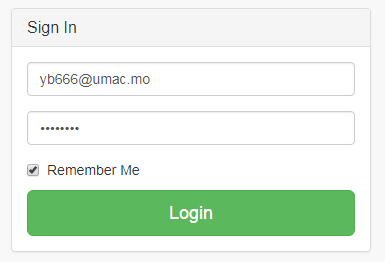 Sign In
yb666@umac.mo
••••••••
Remember Me
Login